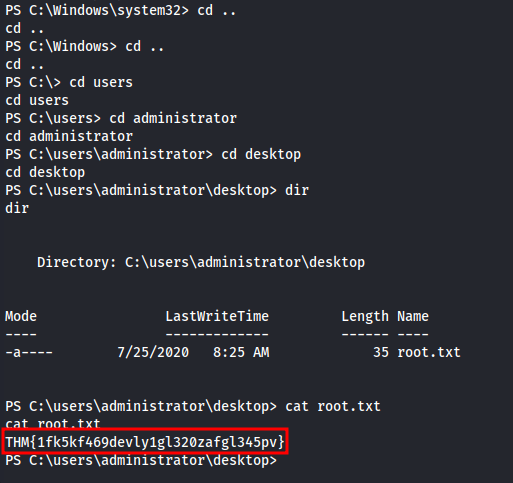 PS C:\Windows\system32> cd ..
cd ..
PS C:\Windows> cd ..
cd ..
PS C:\> cd users
cd users
PS C:\users> cd administrator
cd administrator
PS C:\users\administrator> cd desktop
cd desktop
PS C:\users\administrator\desktop> dir
dir
Directory: C:\users\administrator\desktop
Mode LastWriteTime Length Name
---- ------------- ------ ----
-a---- 7/25/2020 8:25 AM 35 root.txt
PS C:\users\administrator\desktop> cat root.txt
cat root.txt
THM{1fk5kf469devly1gl320zafgl345pv}
PS C:\users\administrator\desktop>